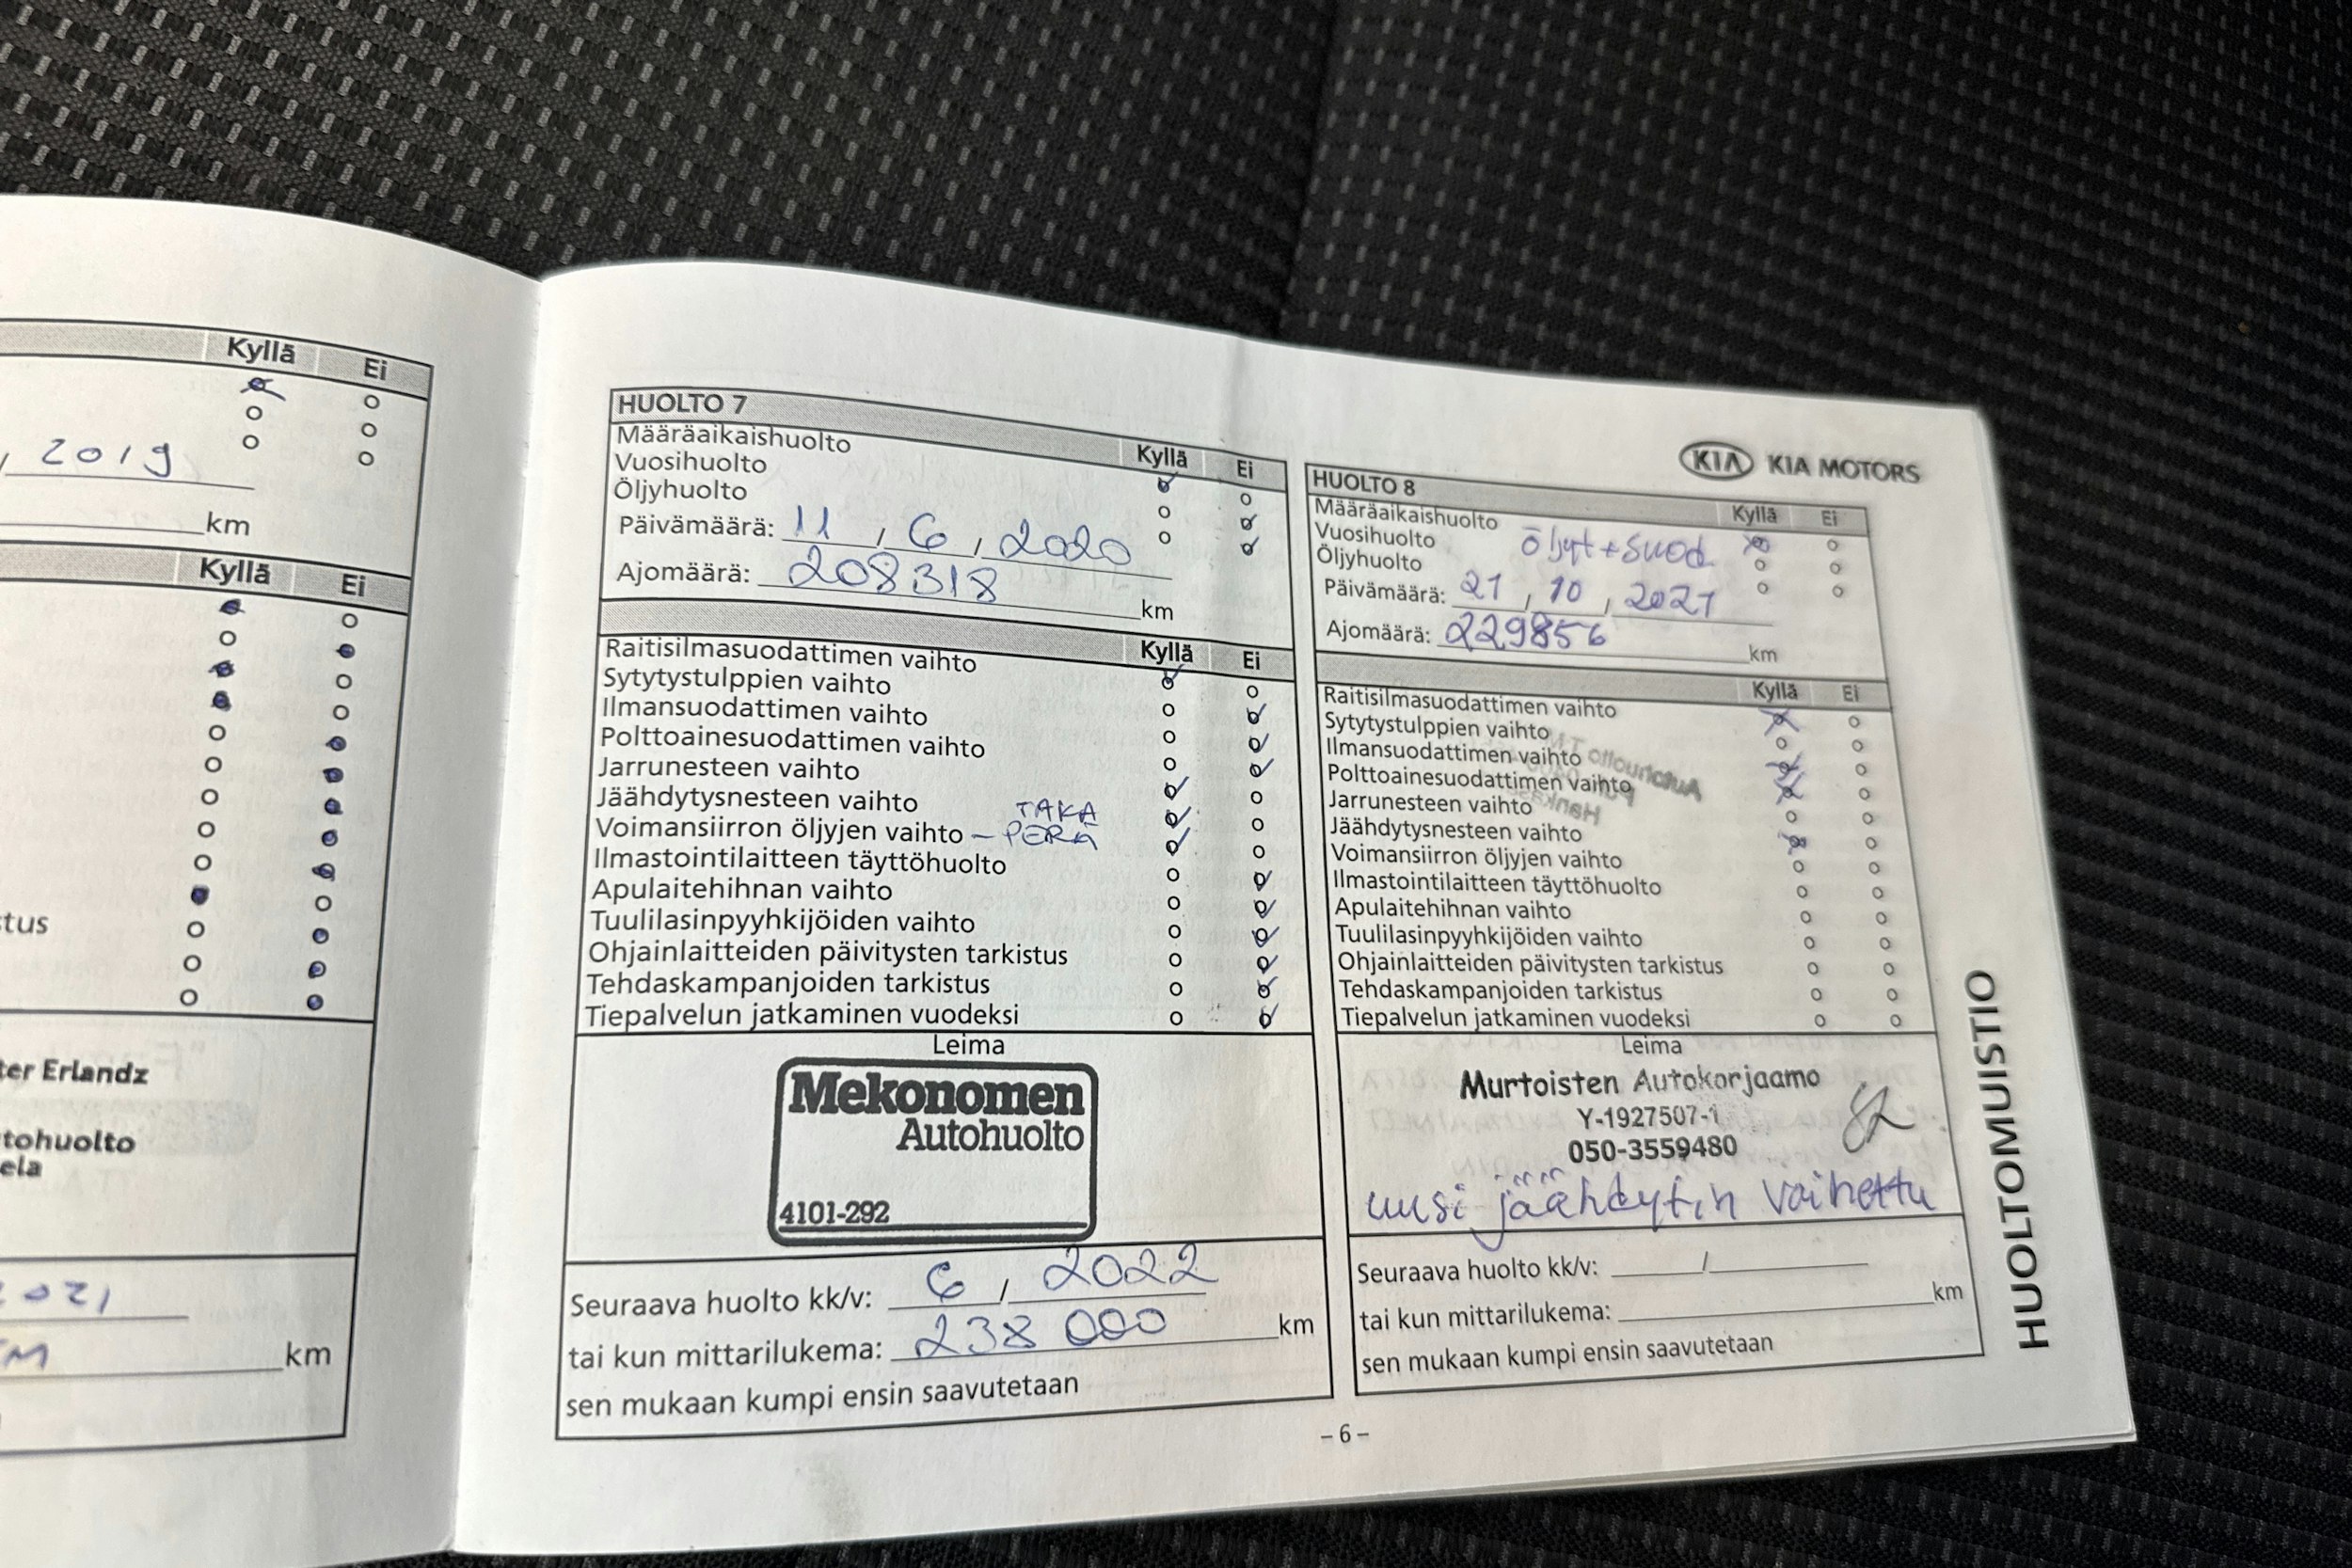 Kyllä Ei
, 2019
km
Kyllä Ei
tus
ter Erlandz
tohuolto
ela
2021
TM km
HUOLTO 7
Kyllä Ei
Määräaikaishuolto
Vuosihuolto
Öljyhuolto
Päivämäärä: 11 , 6 , 2020
Ajomäärä: 208318 km
Kyllä Ei
Raitisilmasuodattimen vaihto
Sytytystulppien vaihto
Ilmansuodattimen vaihto
Polttoainesuodattimen vaihto
Jarrunesteen vaihto
Jäähdytysnesteen vaihto TAKA
Voimansiirron öljyjen vaihto – PERÄ
Ilmastointilaitteen täyttöhuolto
Apulaitehihnan vaihto
Tuulilasinpyyhkijöiden vaihto
Ohjainlaitteiden päivitysten tarkistus
Tehdaskampanjoiden tarkistus
Tiepalvelun jatkaminen vuodeksi
Leima
Mekonomen
Autohuolto
4101-292
Seuraava huolto kk/v: 6 / 2022
tai kun mittarilukema: 238 000 km
sen mukaan kumpi ensin saavutetaan
KIA KIA MOTORS
HUOLTO 8
Kyllä Ei
Määräaikaishuolto
Vuosihuolto öljyt + suod
Öljyhuolto
Päivämäärä: 21 , 10 , 2021
Ajomäärä: 229856 km
Kyllä Ei
Raitisilmasuodattimen vaihto
Sytytystulppien vaihto
Ilmansuodattimen vaihto
Polttoainesuodattimen vaihto
Jarrunesteen vaihto
Jäähdytysnesteen vaihto
Voimansiirron öljyjen vaihto
Ilmastointilaitteen täyttöhuolto
Apulaitehihnan vaihto
Tuulilasinpyyhkijöiden vaihto
Ohjainlaitteiden päivitysten tarkistus
Tehdaskampanjoiden tarkistus
Tiepalvelun jatkaminen vuodeksi
Leima
Murtoisten Autokorjaamo
Y-1927507-1
050-3559480
uusi jäähdytin vaihettu
Seuraava huolto kk/v: /
tai kun mittarilukema: km
sen mukaan kumpi ensin saavutetaan
HUOLTOMUISTIO
– 6 –